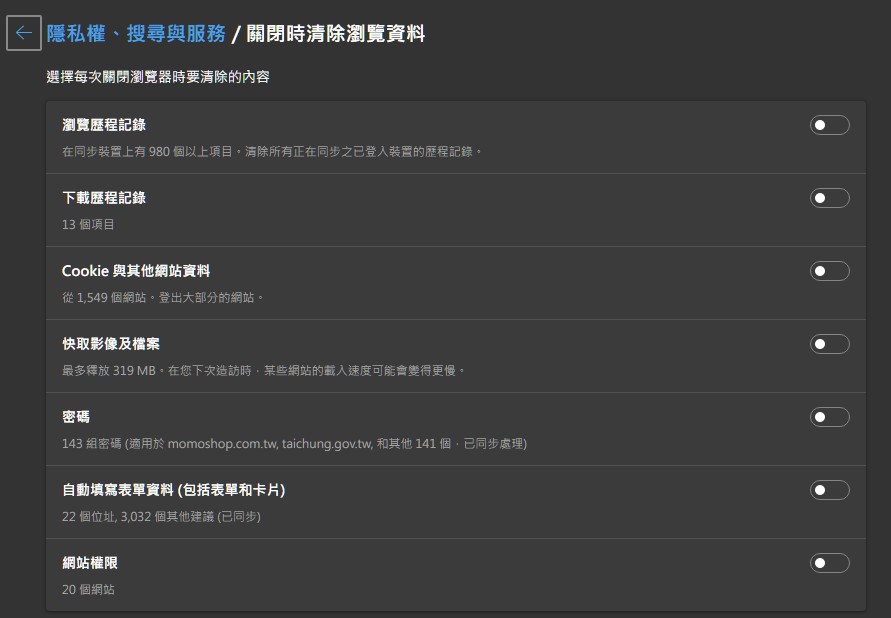 隱私權、搜尋與服務 / 關閉時清除瀏覽資料
選擇每次關閉瀏覽器時要清除的內容
瀏覽歷程記錄
在同步裝置上有 980 個以上項目。清除所有正在同步之已登入裝置的歷程記錄。
下載歷程記錄
13 個項目
Cookie 與其他網站資料
從 1,549 個網站。登出大部分的網站。
快取影像及檔案
最多釋放 319 MB。在您下次造訪時，某些網站的載入速度可能會變得更慢。
密碼
143 組密碼 (適用於 momoshop.com.tw, taichung.gov.tw, 和其他 141 個，已同步處理)
自動填寫表單資料 (包括表單和卡片)
22 個位址, 3,032 個其他建議 (已同步)
網站權限
20 個網站